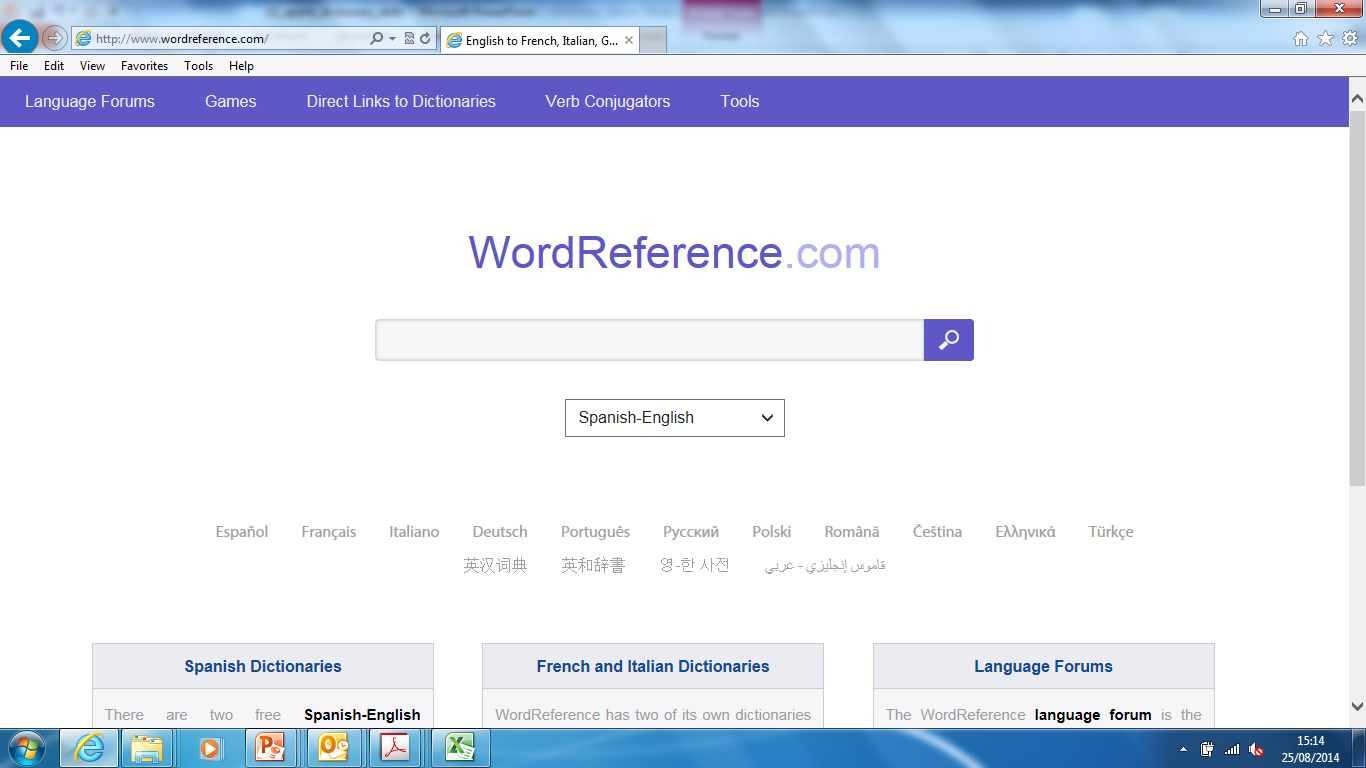 http://www.wordreference.com/
English to French, Italian, G...
File Edit View Favorites Tools Help
Language Forums Games Direct Links to Dictionaries Verb Conjugators Tools
WordReference.com
Spanish-English
Español Français Italiano Deutsch Português Русский Polski Română Čeština Ελληνικά Türkçe
英汉词典 英和辞書 영-한 사전 قاموس إنجليزي - عربي
Spanish Dictionaries French and Italian Dictionaries Language Forums
There are two free Spanish-English WordReference has two of its own dictionaries The WordReference language forum is the
15:14
25/08/2014